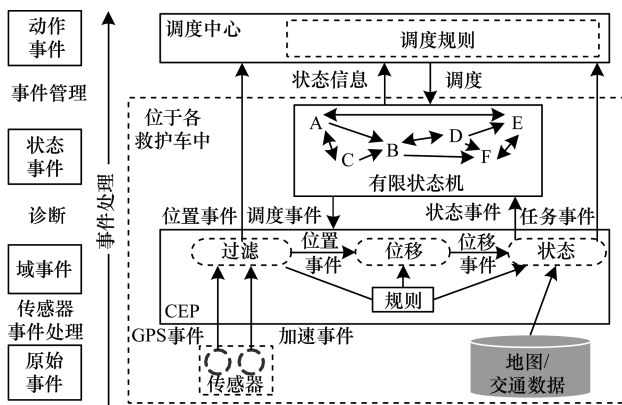 动作
事件
事件管理
状态
事件
诊断
域事件
传感器
事件处理
原始
事件
事件处理
调度中心
调度规则
状态信息
调度
位于各
救护车中
A
B
C
D
E
F
有限状态机
位置事件
调度事件
状态事件
任务事件
过滤
位置
事件
位移
位移
事件
状态
规则
CEP
GPS事件
加速事件
传感器
地图/
交通数据